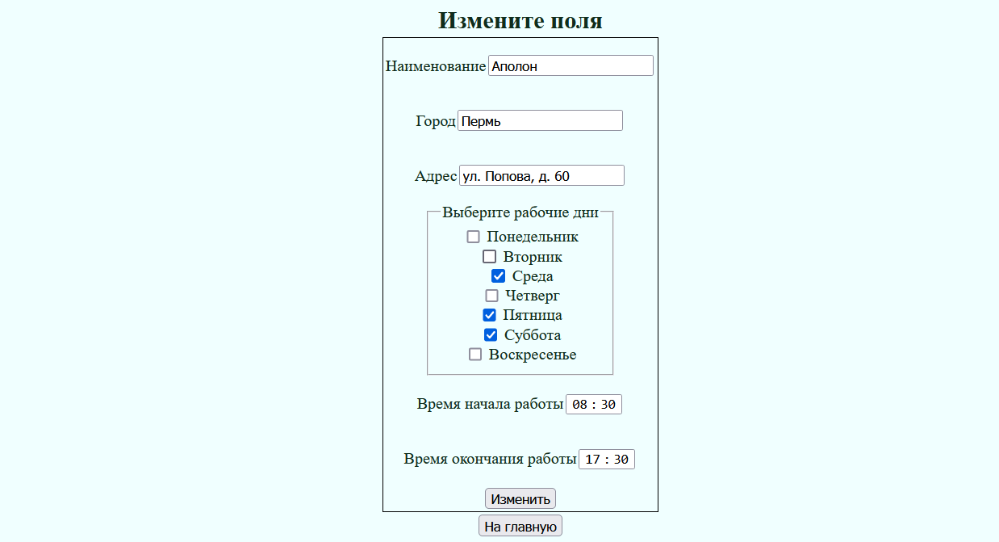 Измените поля
Наименование Аполон
Город Пермь
Адрес ул. Попова, д. 60
Выберите рабочие дни
Понедельник
Вторник
Среда
Четверг
Пятница
Суббота
Воскресенье
Время начала работы 08 : 30
Время окончания работы 17 : 30
Изменить
На главную